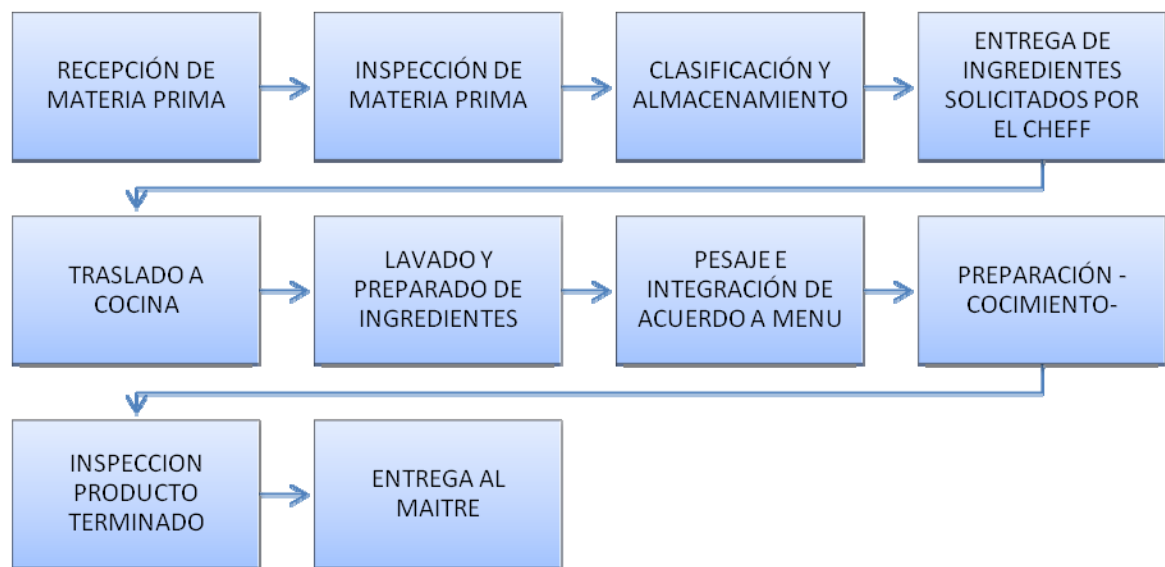 RECEPCIÓN DE
MATERIA PRIMA
INSPECCIÓN DE
MATERIA PRIMA
CLASIFICACIÓN Y
ALMACENAMIENTO
ENTREGA DE
INGREDIENTES
SOLICITADOS POR
EL CHEFF
TRASLADO A
COCINA
LAVADO Y
PREPARADO DE
INGREDIENTES
PESAJE E
INTEGRACIÓN DE
ACUERDO A MENU
PREPARACIÓN -
COCIMIENTO-
INSPECCION
PRODUCTO
TERMINADO
ENTREGA AL
MAITRE